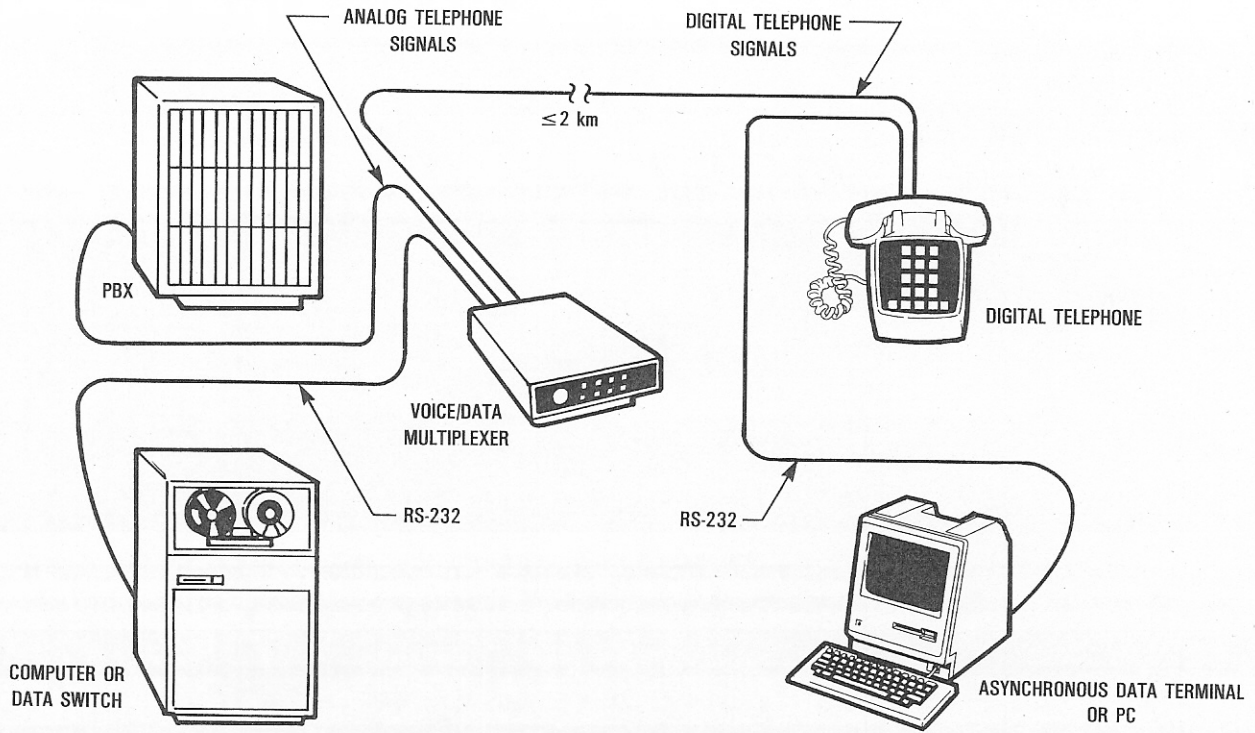 ANALOG TELEPHONE
SIGNALS
DIGITAL TELEPHONE
SIGNALS
≤2 km
PBX
DIGITAL TELEPHONE
VOICE/DATA
MULTIPLEXER
RS-232
RS-232
COMPUTER OR
DATA SWITCH
ASYNCHRONOUS DATA TERMINAL
OR PC